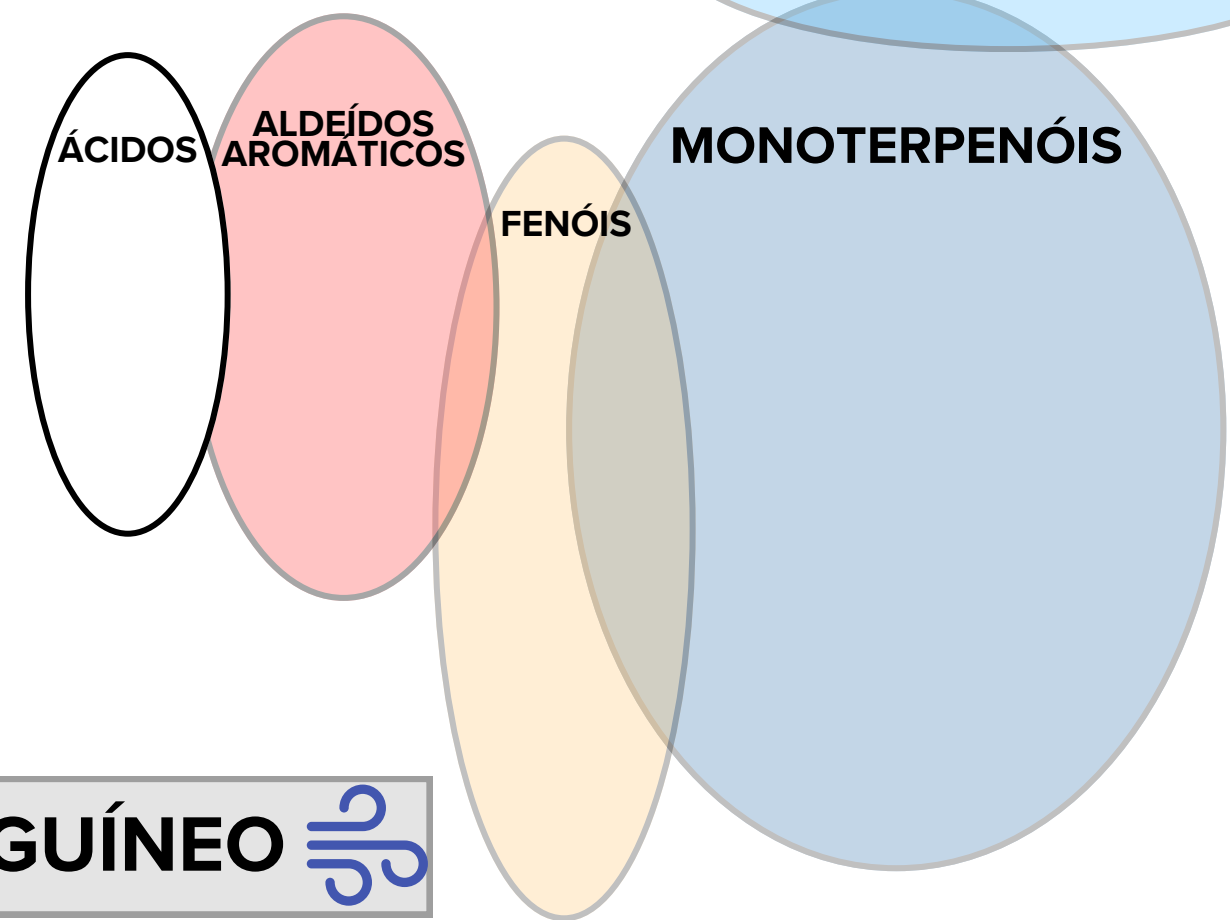 ÁCIDOS
ALDEÍDOS
AROMÁTICOS
MONOTERPENÓIS
FENÓIS
GUÍNEO